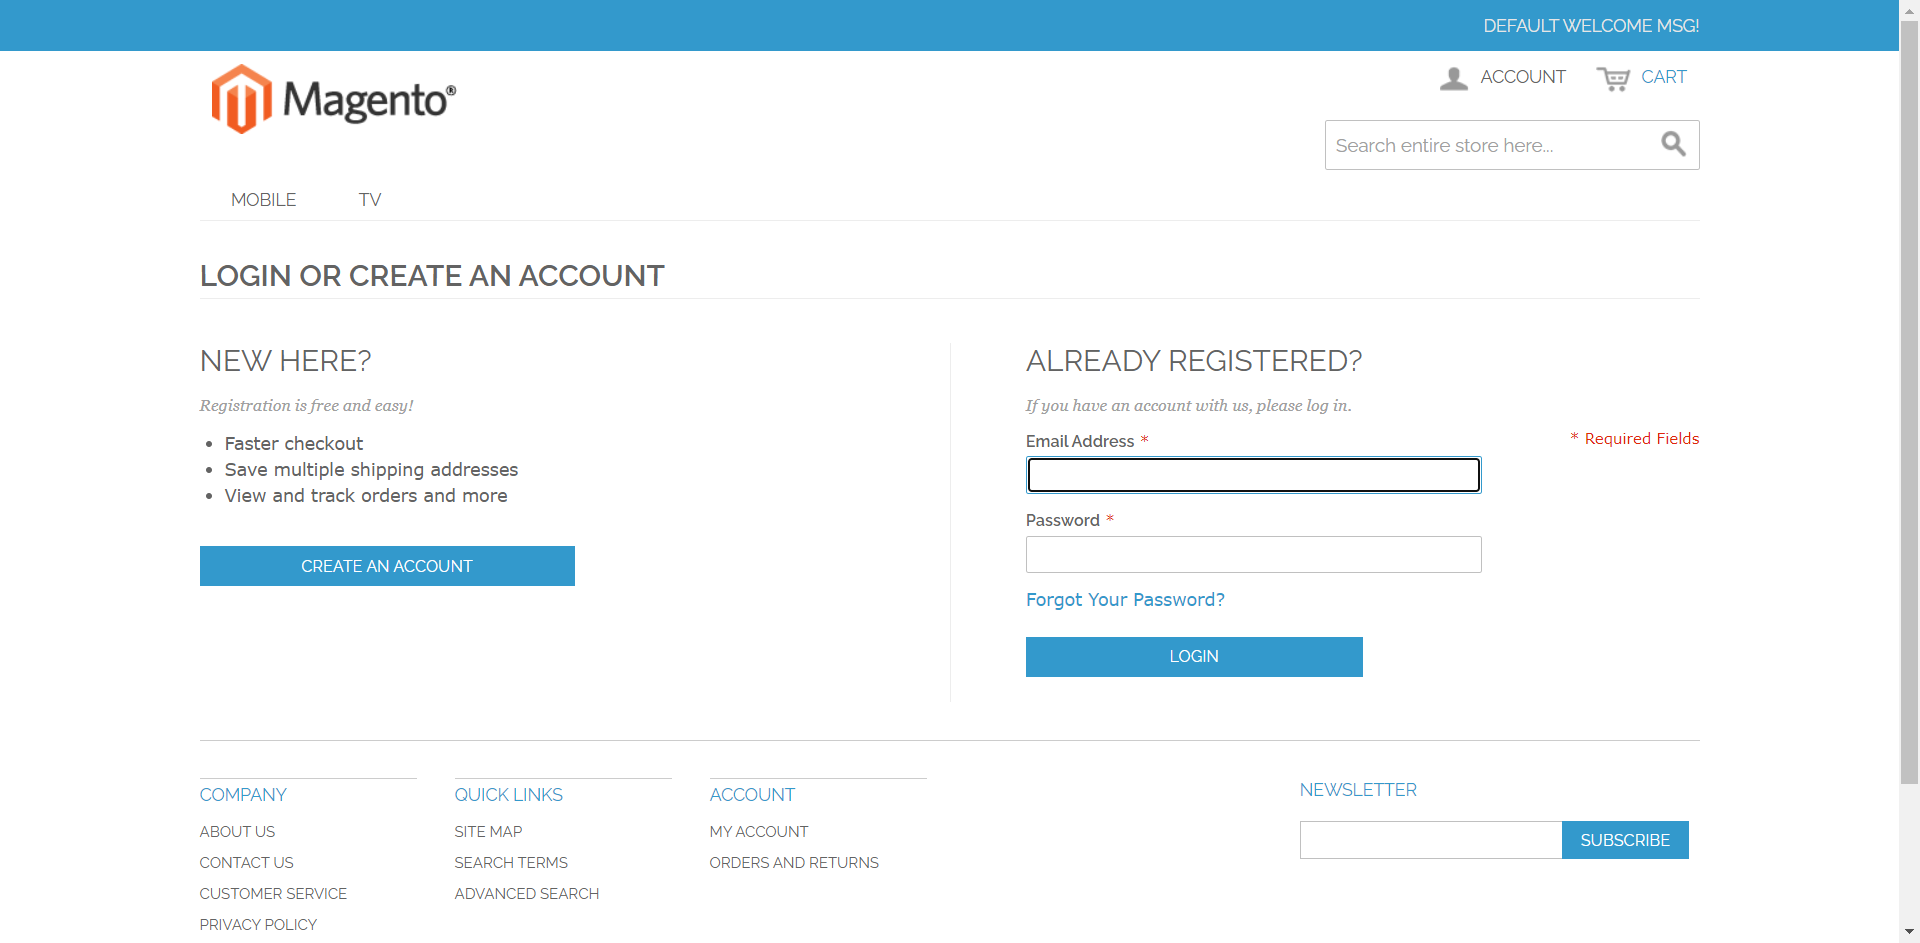 DEFAULT WELCOME MSG!
Magento®
ACCOUNT
CART
Search entire store here...
MOBILE
TV
LOGIN OR CREATE AN ACCOUNT
NEW HERE?
Registration is free and easy!
• Faster checkout
• Save multiple shipping addresses
• View and track orders and more
CREATE AN ACCOUNT
ALREADY REGISTERED?
If you have an account with us, please log in.
* Required Fields
Email Address *
Password *
Forgot Your Password?
LOGIN
COMPANY
ABOUT US
CONTACT US
CUSTOMER SERVICE
PRIVACY POLICY
QUICK LINKS
SITE MAP
SEARCH TERMS
ADVANCED SEARCH
ACCOUNT
MY ACCOUNT
ORDERS AND RETURNS
NEWSLETTER
SUBSCRIBE